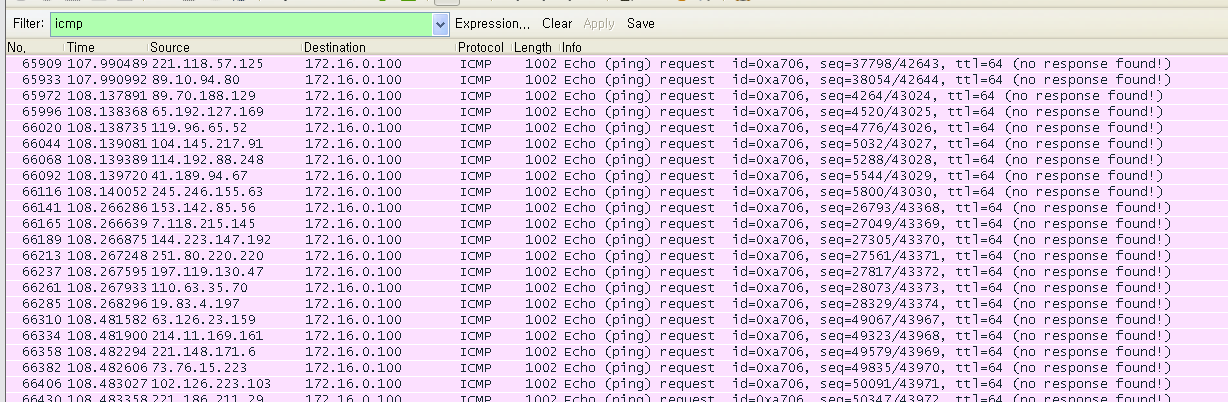 Filter: icmp Expression... Clear Apply Save
No. Time Source Destination Protocol Length Info
65909 107.990489 221.118.57.125 172.16.0.100 ICMP 1002 Echo (ping) request id=0xa706, seq=37798/42643, ttl=64 (no response found!)
65933 107.990992 89.10.94.80 172.16.0.100 ICMP 1002 Echo (ping) request id=0xa706, seq=38054/42644, ttl=64 (no response found!)
65972 108.137891 89.70.188.129 172.16.0.100 ICMP 1002 Echo (ping) request id=0xa706, seq=4264/43024, ttl=64 (no response found!)
65996 108.138368 65.192.127.169 172.16.0.100 ICMP 1002 Echo (ping) request id=0xa706, seq=4520/43025, ttl=64 (no response found!)
66020 108.138735 119.96.65.52 172.16.0.100 ICMP 1002 Echo (ping) request id=0xa706, seq=4776/43026, ttl=64 (no response found!)
66044 108.139081 104.145.217.91 172.16.0.100 ICMP 1002 Echo (ping) request id=0xa706, seq=5032/43027, ttl=64 (no response found!)
66068 108.139389 114.192.88.248 172.16.0.100 ICMP 1002 Echo (ping) request id=0xa706, seq=5288/43028, ttl=64 (no response found!)
66092 108.139720 41.189.94.67 172.16.0.100 ICMP 1002 Echo (ping) request id=0xa706, seq=5544/43029, ttl=64 (no response found!)
66116 108.140052 245.246.155.63 172.16.0.100 ICMP 1002 Echo (ping) request id=0xa706, seq=5800/43030, ttl=64 (no response found!)
66141 108.266286 153.142.85.56 172.16.0.100 ICMP 1002 Echo (ping) request id=0xa706, seq=26793/43368, ttl=64 (no response found!)
66165 108.266639 7.118.215.145 172.16.0.100 ICMP 1002 Echo (ping) request id=0xa706, seq=27049/43369, ttl=64 (no response found!)
66189 108.266875 144.223.147.192 172.16.0.100 ICMP 1002 Echo (ping) request id=0xa706, seq=27305/43370, ttl=64 (no response found!)
66213 108.267248 251.80.220.220 172.16.0.100 ICMP 1002 Echo (ping) request id=0xa706, seq=27561/43371, ttl=64 (no response found!)
66237 108.267595 197.119.130.47 172.16.0.100 ICMP 1002 Echo (ping) request id=0xa706, seq=27817/43372, ttl=64 (no response found!)
66261 108.267933 110.63.35.70 172.16.0.100 ICMP 1002 Echo (ping) request id=0xa706, seq=28073/43373, ttl=64 (no response found!)
66285 108.268296 19.83.4.197 172.16.0.100 ICMP 1002 Echo (ping) request id=0xa706, seq=28329/43374, ttl=64 (no response found!)
66310 108.481582 63.126.23.159 172.16.0.100 ICMP 1002 Echo (ping) request id=0xa706, seq=49067/43967, ttl=64 (no response found!)
66334 108.481900 214.11.169.161 172.16.0.100 ICMP 1002 Echo (ping) request id=0xa706, seq=49323/43968, ttl=64 (no response found!)
66358 108.482294 221.148.171.6 172.16.0.100 ICMP 1002 Echo (ping) request id=0xa706, seq=49579/43969, ttl=64 (no response found!)
66382 108.482606 73.76.15.223 172.16.0.100 ICMP 1002 Echo (ping) request id=0xa706, seq=49835/43970, ttl=64 (no response found!)
66406 108.483027 102.126.223.103 172.16.0.100 ICMP 1002 Echo (ping) request id=0xa706, seq=50091/43971, ttl=64 (no response found!)
66430 108.483358 221.186.211.29 172.16.0.100 ICMP 1002 Echo (ping) request id=0xa706, seq=50347/43972, ttl=64 (no response found!)